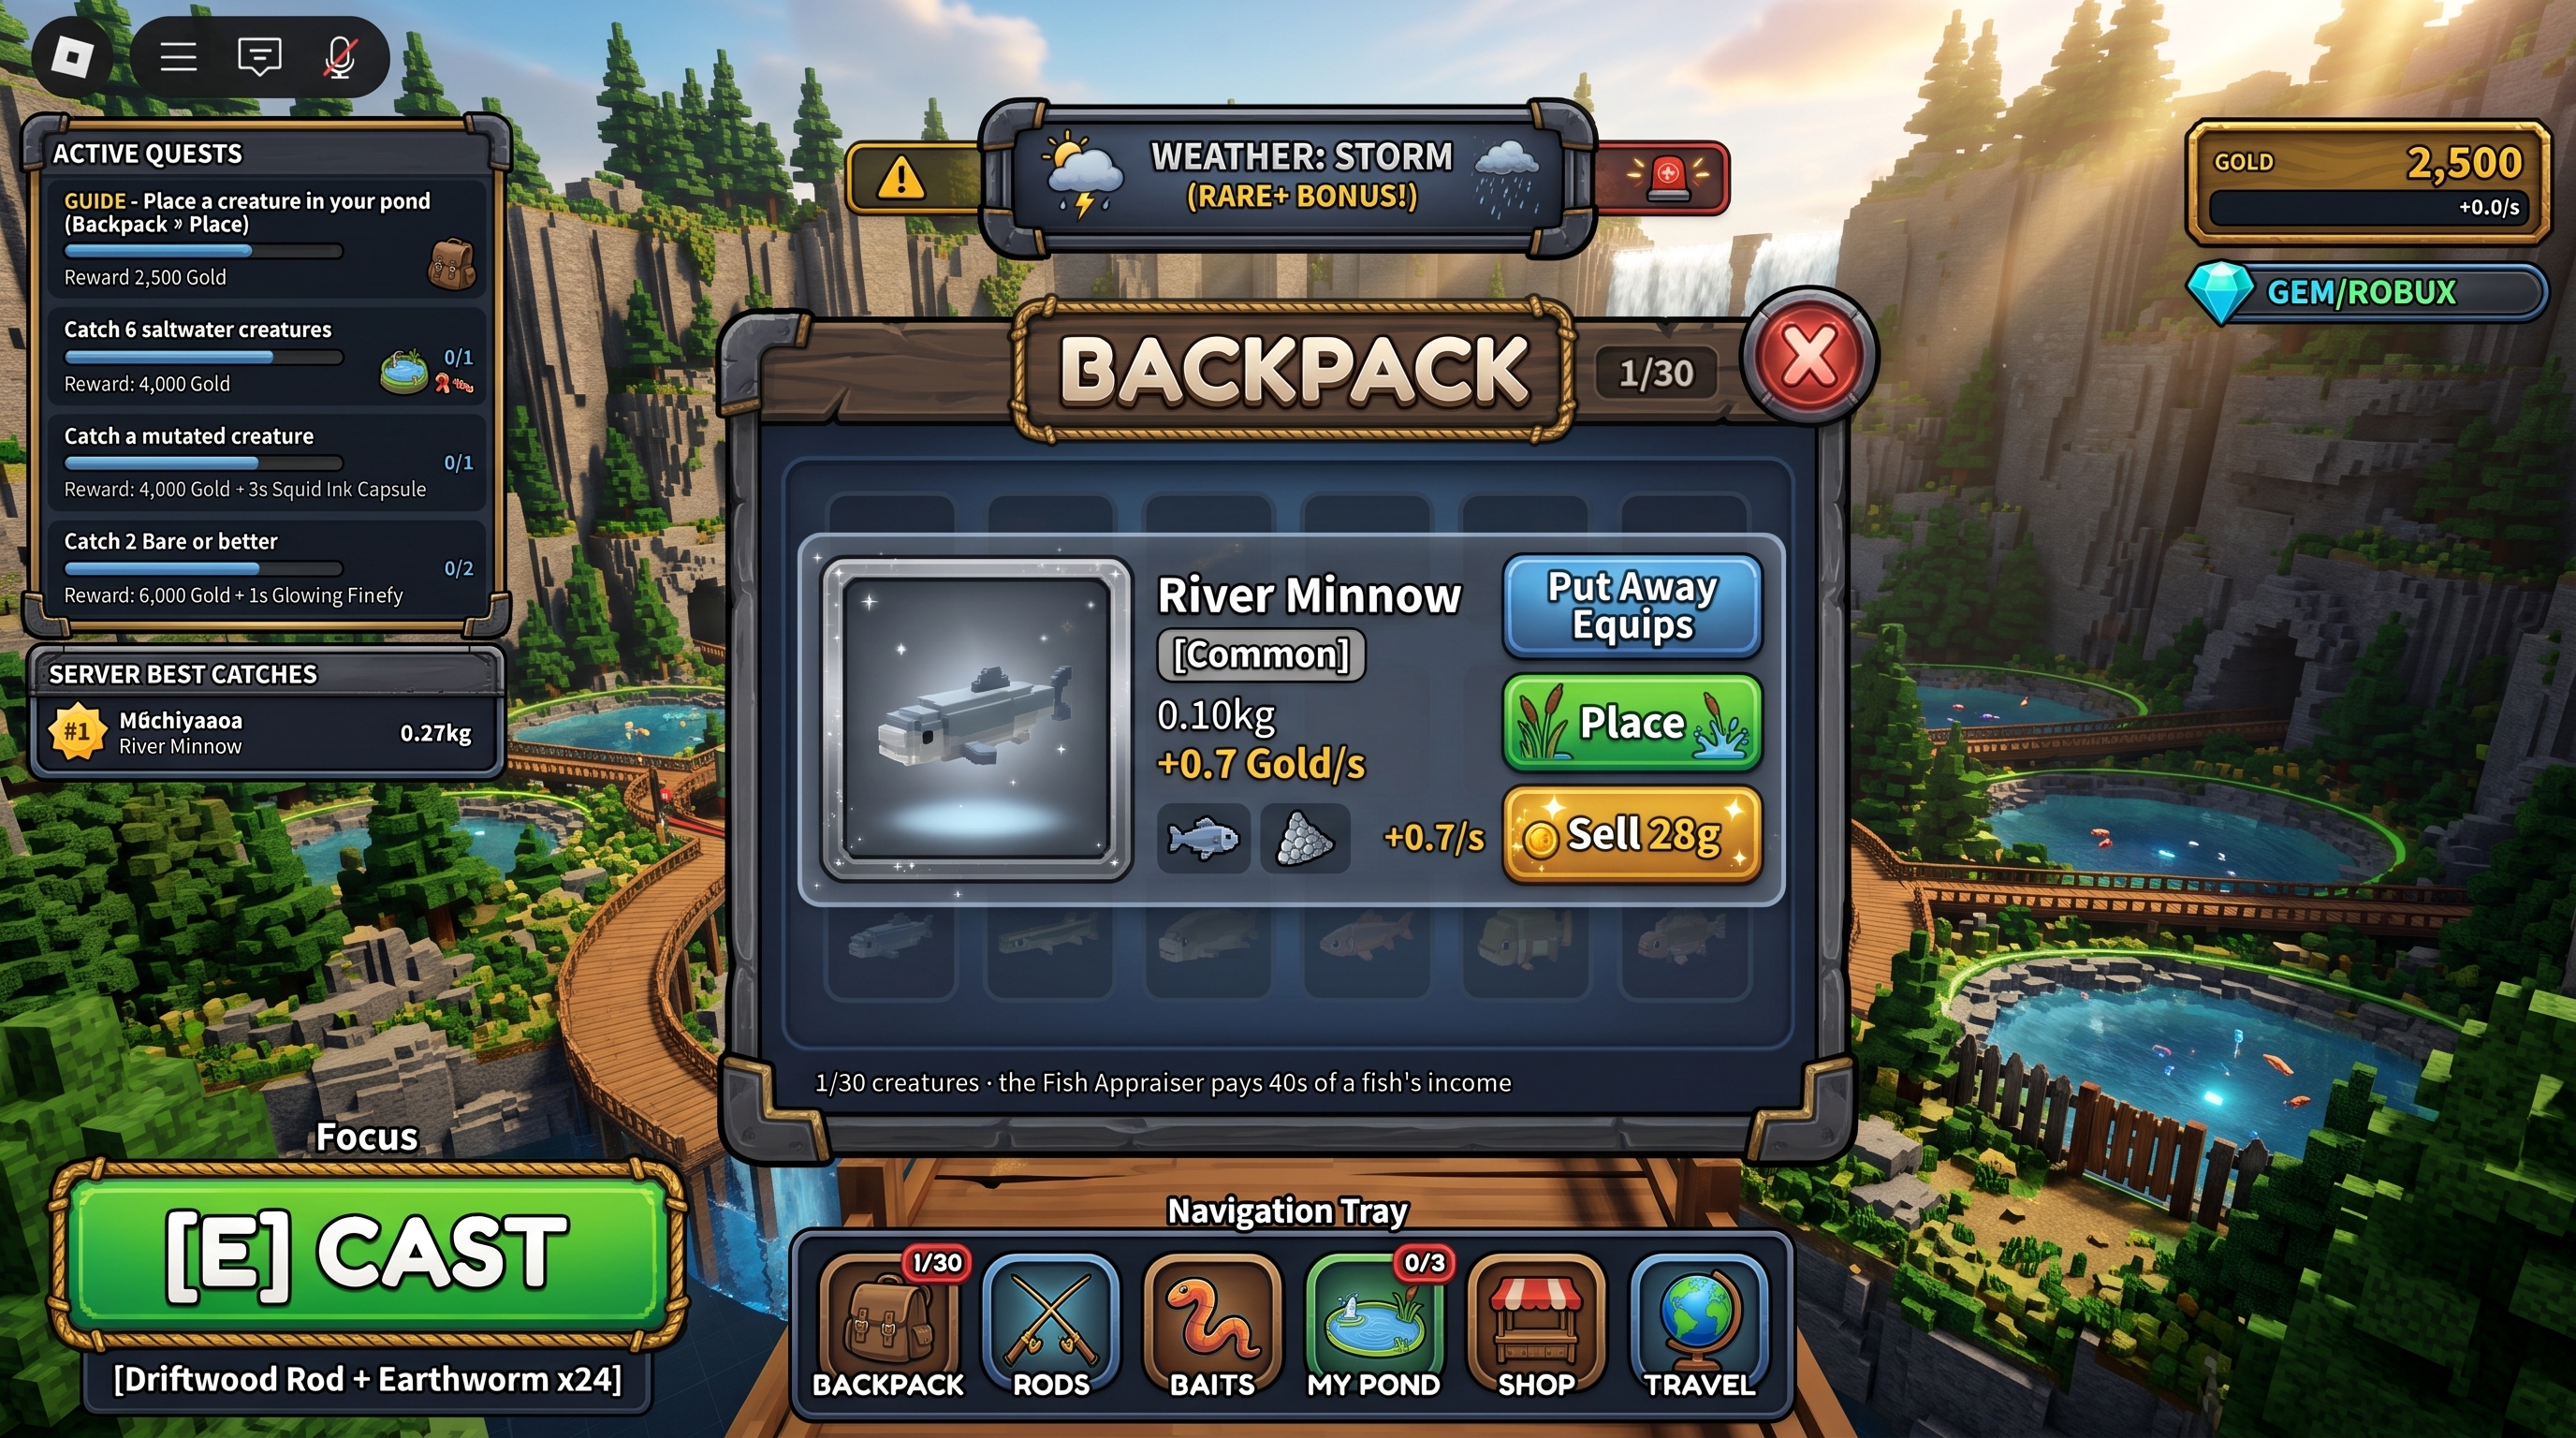 ACTIVE QUESTS
GUIDE - Place a creature in your pond
(Backpack » Place)
Reward 2,500 Gold
Catch 6 saltwater creatures
0/1
Reward: 4,000 Gold
Catch a mutated creature
0/1
Reward: 4,000 Gold + 3s Squid Ink Capsule
Catch 2 Bare or better
0/2
Reward: 6,000 Gold + 1s Glowing Finefy
SERVER BEST CATCHES
#1
River Minnow
0.27kg
WEATHER: STORM
(RARE+ BONUS!)
GOLD 2,500
+0.0/s
GEM/ROBUX
BACKPACK
1/30
X
River Minnow
[Common]
0.10kg
+0.7 Gold/s
+0.7/s
Put Away
Equips
Place
Sell 28g
1/30 creatures · the Fish Appraiser pays 40s of a fish's income
Focus
[E] CAST
[Driftwood Rod + Earthworm x24]
Navigation Tray
1/30
0/3
BACKPACK
RODS
BAITS
MY POND
SHOP
TRAVEL